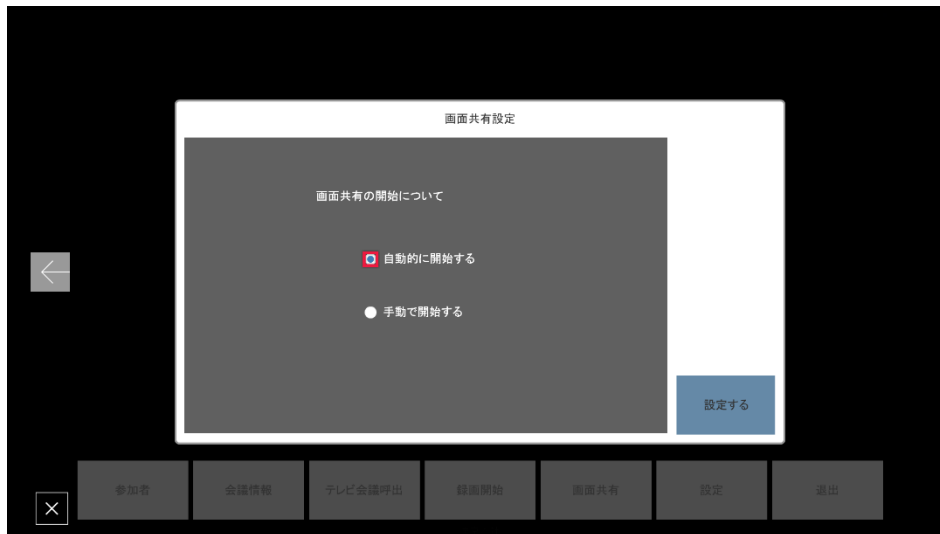 画面共有設定
画面共有の開始について
自動的に開始する
手動で開始する
設定する
参加者
会議情報
テレビ会議呼出
録画開始
画面共有
設定
退出